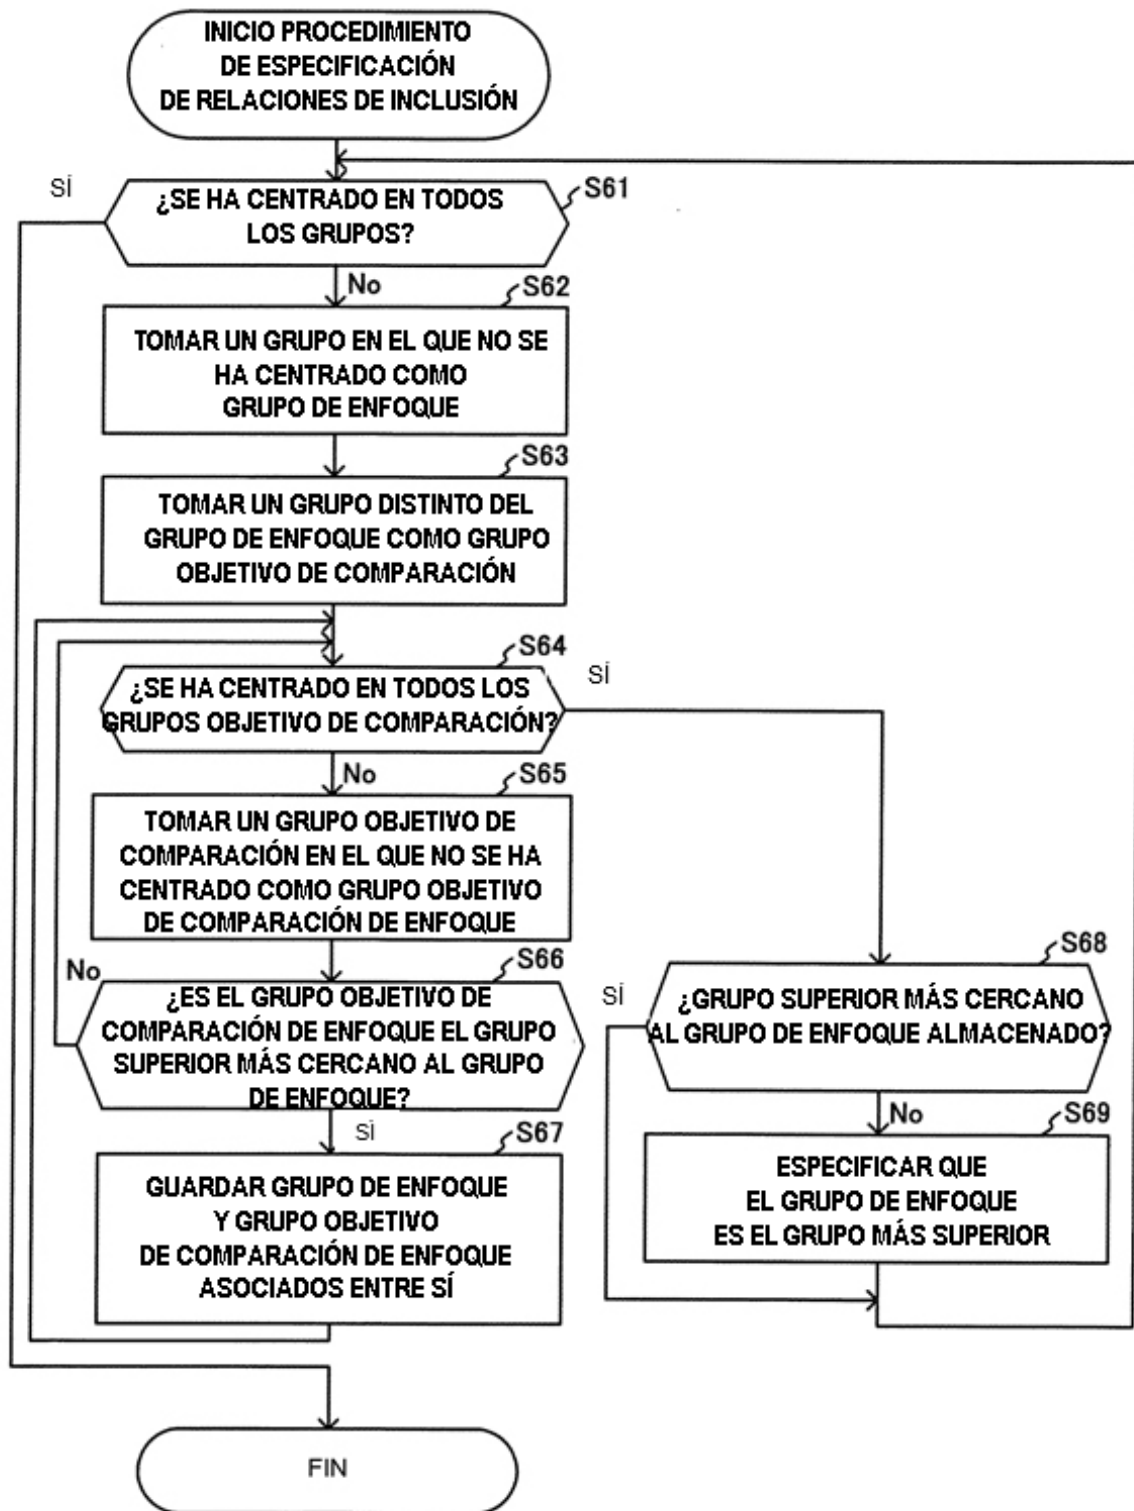 INICIO PROCEDIMIENTO
DE ESPECIFICACIÓN
DE RELACIONES DE INCLUSIÓN
SÍ
S61
¿SE HA CENTRADO EN TODOS
LOS GRUPOS?
No
S62
TOMAR UN GRUPO EN EL QUE NO SE
HA CENTRADO COMO
GRUPO DE ENFOQUE
S63
TOMAR UN GRUPO DISTINTO DEL
GRUPO DE ENFOQUE COMO GRUPO
OBJETIVO DE COMPARACIÓN
S64
SÍ
¿SE HA CENTRADO EN TODOS LOS
GRUPOS OBJETIVO DE COMPARACIÓN?
No
S65
TOMAR UN GRUPO OBJETIVO DE
COMPARACIÓN EN EL QUE NO SE HA
CENTRADO COMO GRUPO OBJETIVO
DE COMPARACIÓN DE ENFOQUE
No
S66
¿ES EL GRUPO OBJETIVO DE
COMPARACIÓN DE ENFOQUE EL GRUPO
SUPERIOR MÁS CERCANO AL GRUPO
DE ENFOQUE?
SÍ
S67
GUARDAR GRUPO DE ENFOQUE
Y GRUPO OBJETIVO
DE COMPARACIÓN DE ENFOQUE
ASOCIADOS ENTRE SÍ
S68
SÍ
¿GRUPO SUPERIOR MÁS CERCANO
AL GRUPO DE ENFOQUE ALMACENADO?
No
S69
ESPECIFICAR QUE
EL GRUPO DE ENFOQUE
ES EL GRUPO MÁS SUPERIOR
FIN